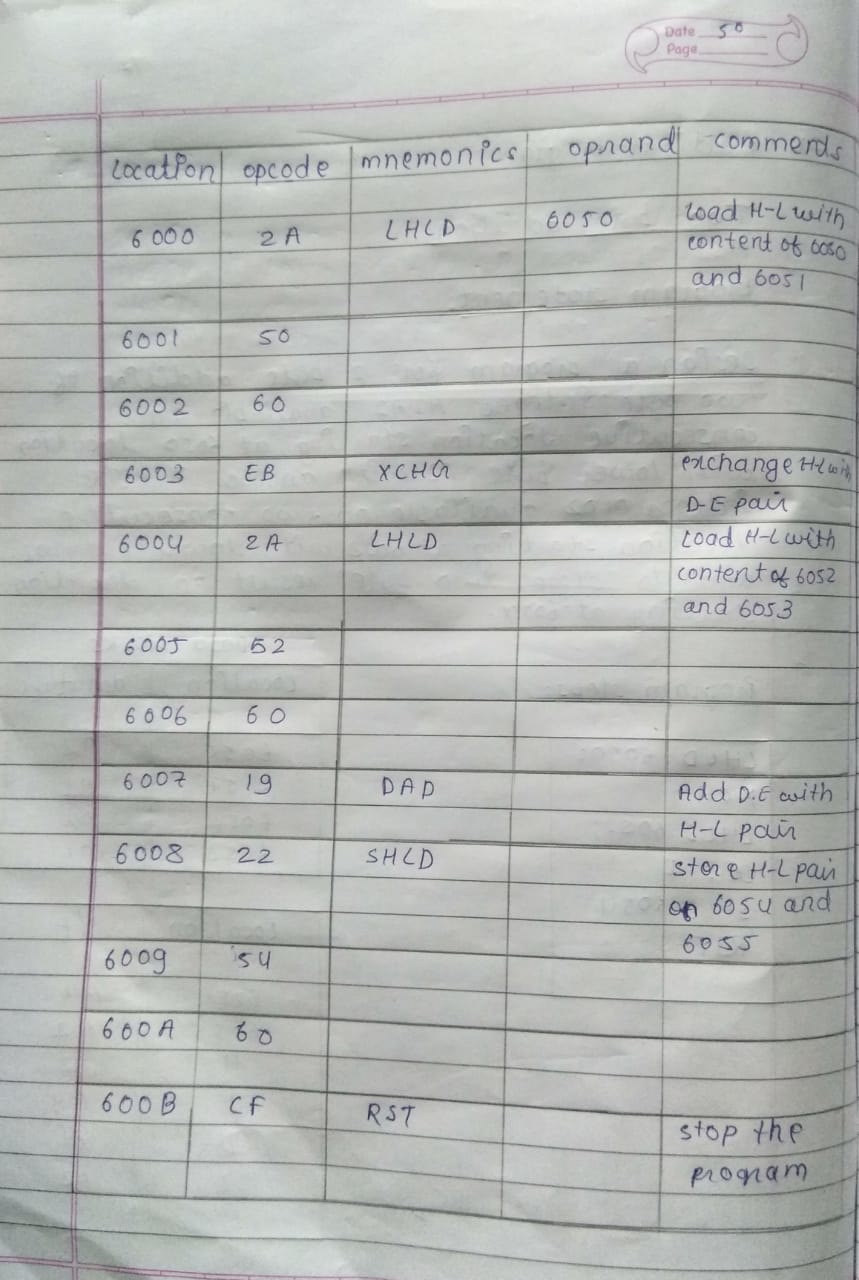 Date 50
Page
Location opcode mnemonics oprand commends
6000 2A LHLD 6050 Load H-L with
content of 6050
and 6051
6001 50
6002 60
6003 EB XCHG exchange H-L with
D-E pair
6004 2A LHLD Load H-L with
content of 6052
and 6053
6005 52
6006 60
6007 19 DAD Add D.E with
H-L pair
6008 22 SHLD store H-L pair
on 6054 and
6055
6009 54
600A 60
600B CF RST
stop the
program